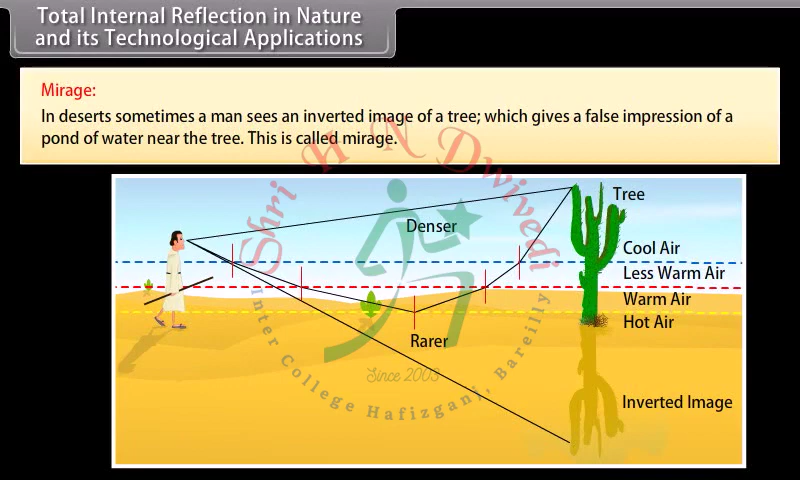 Total Internal Reflection in Nature
and its Technological Applications
Mirage:
In deserts sometimes a man sees an inverted image of a tree; which gives a false impression of a
pond of water near the tree. This is called mirage.
Shri H N Dwivedi
Tree
Denser
Cool Air
Less Warm Air
Warm Air
Hot Air
Rarer
Since 2003
Inverted Image
Inter College Hafizganj, Bareilly